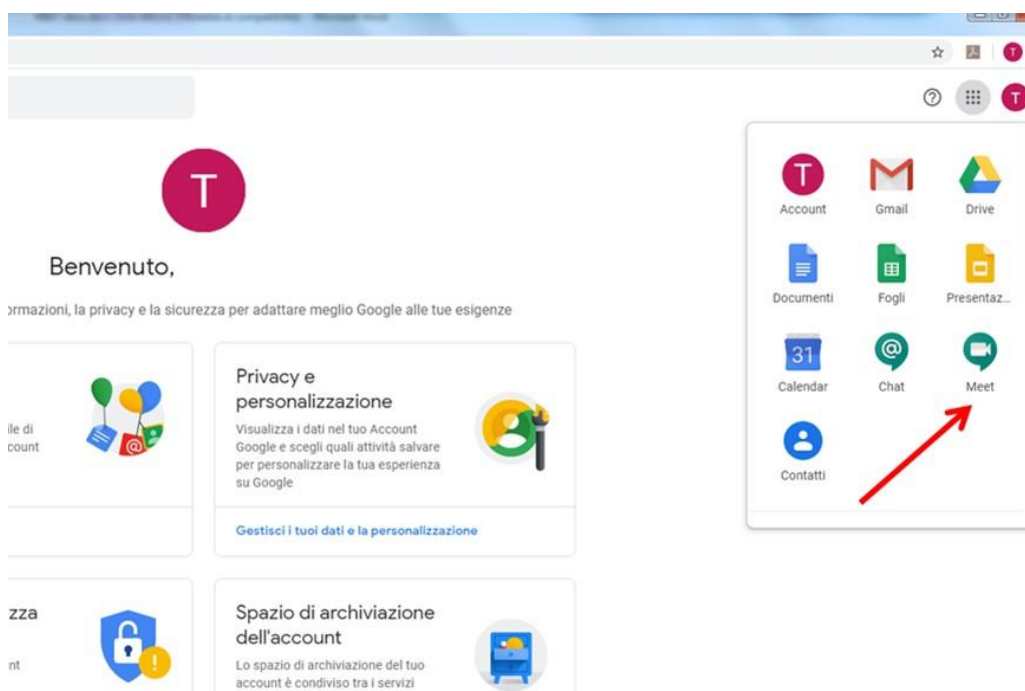 T
T
T
Benvenuto,
ormazioni, la privacy e la sicurezza per adattare meglio Google alle tue esigenze
ile di
count
Privacy e
personalizzazione
Visualizza i dati nel tuo Account
Google e scegli quali attività salvare
per personalizzare la tua esperienza
su Google
Gestisci i tuoi dati e la personalizzazione
zza
nt
Spazio di archiviazione
dell'account
Lo spazio di archiviazione del tuo
account è condiviso tra i servizi
T
Account
Gmail
Drive
Documenti
Fogli
Presentaz...
31
Calendar
Chat
Meet
Contatti